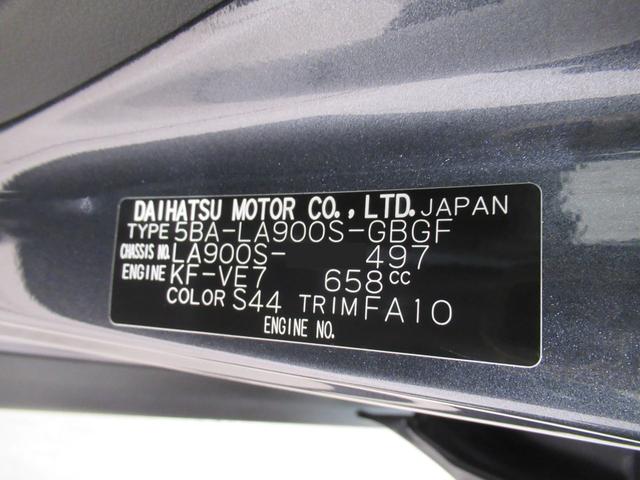 DAIHATSU MOTOR CO., LTD. JAPAN
TYPE 5BA-LA900S-GBGF
CHASSIS NO. LA900S- 497
ENGINE KF-VE7 658cc
COLOR S44 TRIM FA10
ENGINE NO.